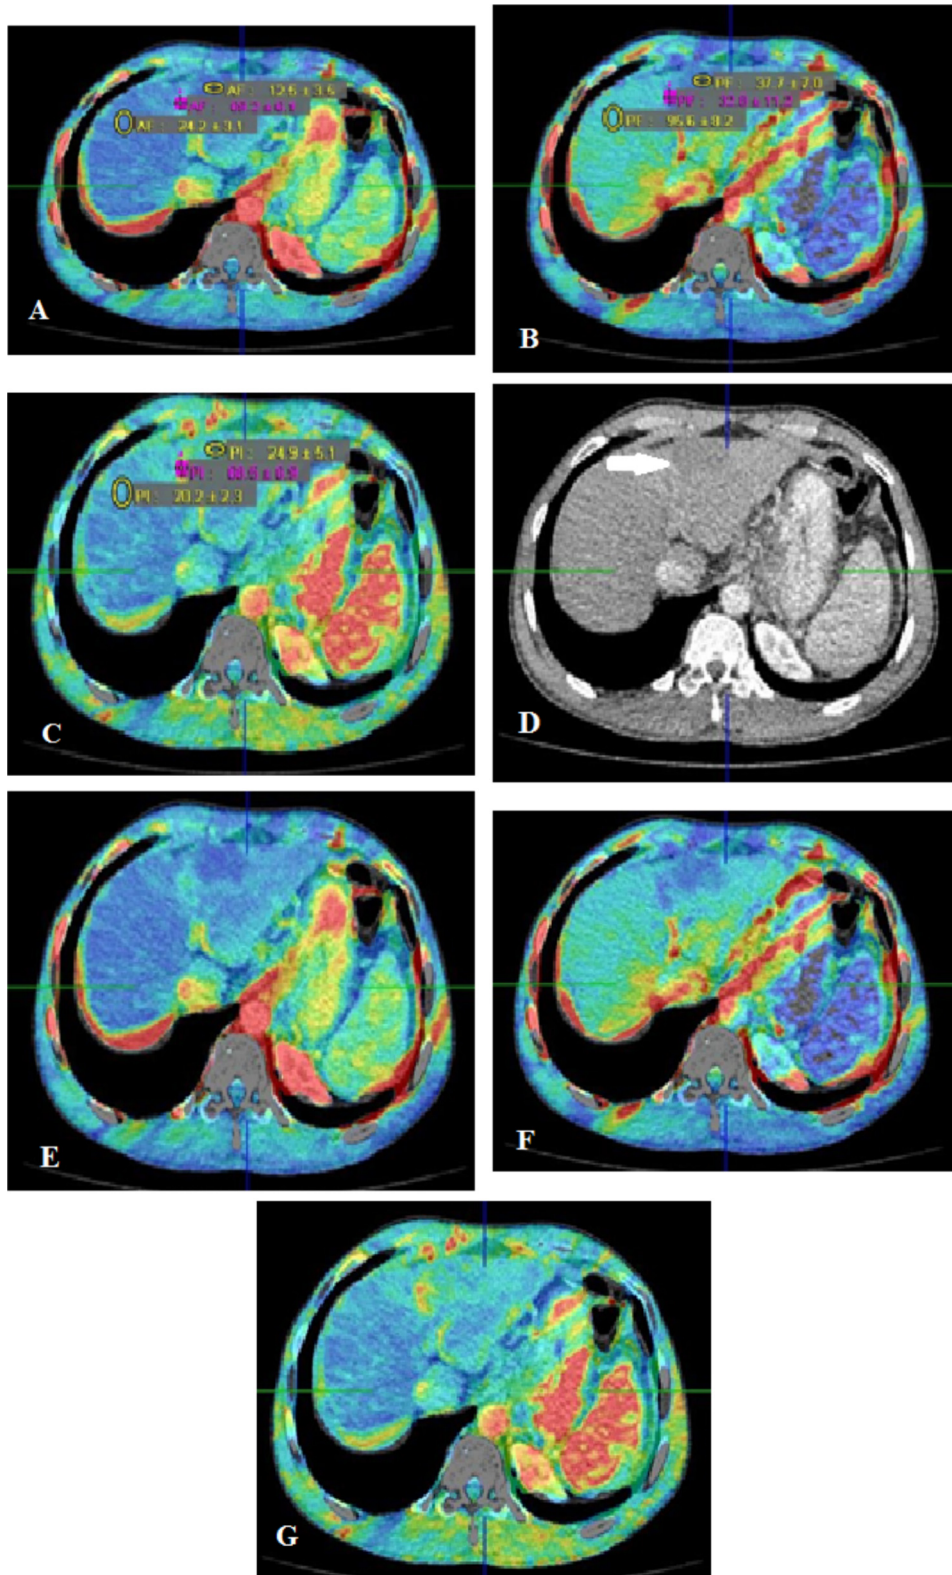 AF: 12.6 ± 3.6
AF: 24.2 ± 3.1
A
PF: 37.7 ± 7.0
PF: 95.6 ± 8.2
B
PI: 24.9 ± 5.1
PI: 20.2 ± 2.3
C
D
E
F
G